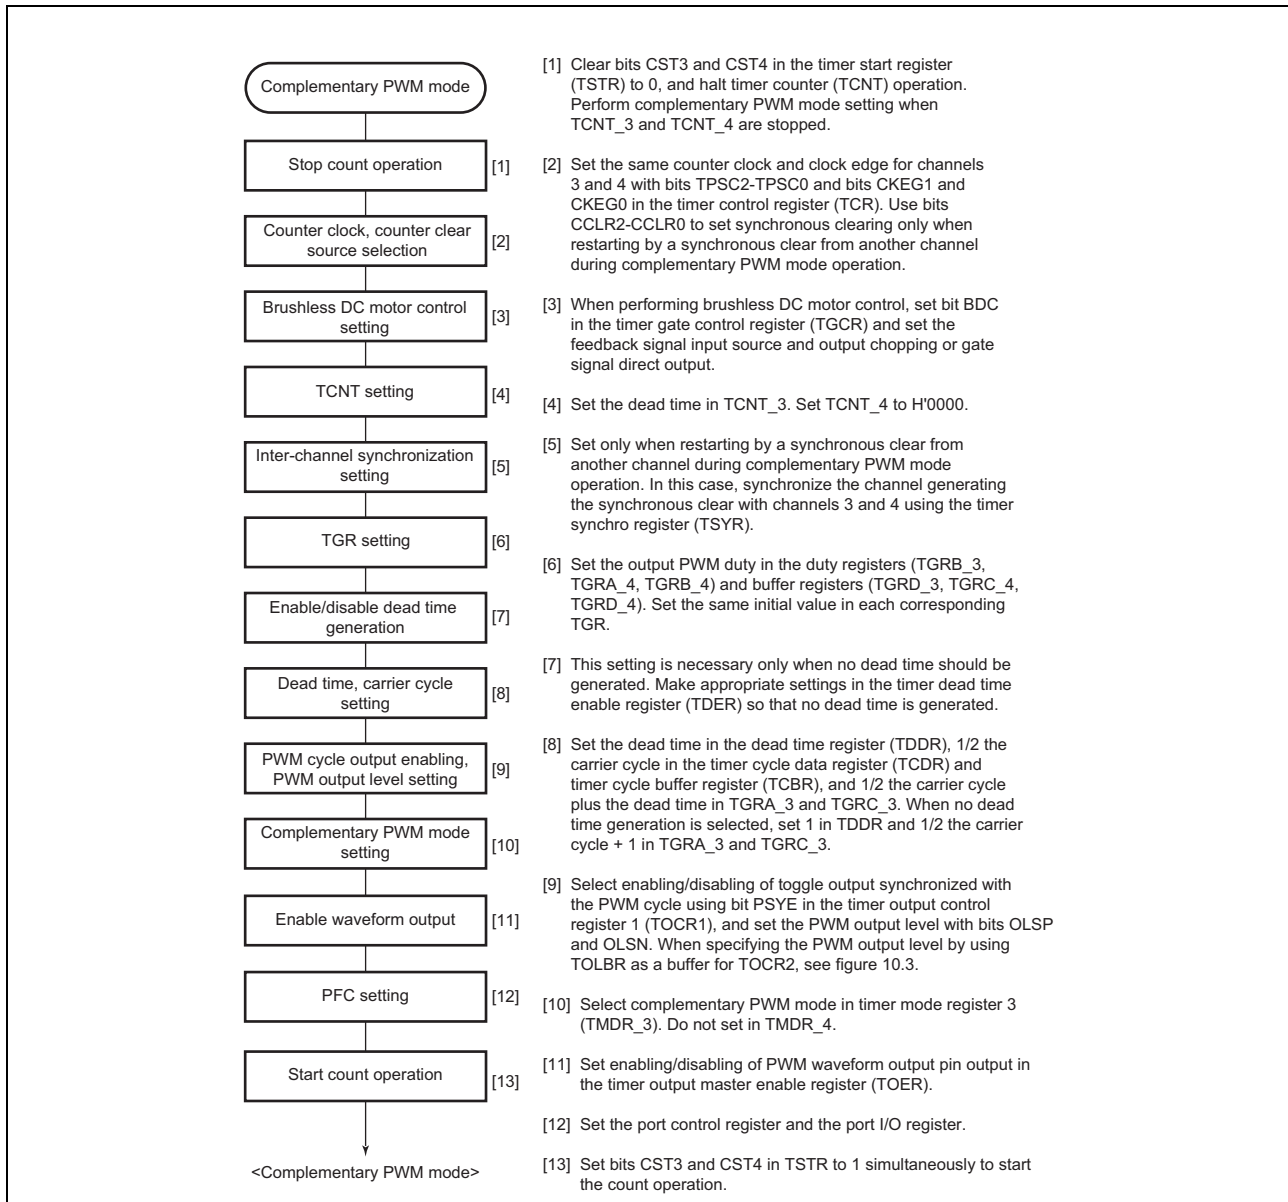 Complementary PWM mode
Stop count operation [1]
Counter clock, counter clear
source selection [2]
Brushless DC motor control
setting [3]
TCNT setting [4]
Inter-channel synchronization
setting [5]
TGR setting [6]
Enable/disable dead time
generation [7]
Dead time, carrier cycle
setting [8]
PWM cycle output enabling,
PWM output level setting [9]
Complementary PWM mode
setting [10]
Enable waveform output [11]
PFC setting [12]
Start count operation [13]
<Complementary PWM mode>
[1] Clear bits CST3 and CST4 in the timer start register
(TSTR) to 0, and halt timer counter (TCNT) operation.
Perform complementary PWM mode setting when
TCNT_3 and TCNT_4 are stopped.
[2] Set the same counter clock and clock edge for channels
3 and 4 with bits TPSC2-TPSC0 and bits CKEG1 and
CKEG0 in the timer control register (TCR). Use bits
CCLR2-CCLR0 to set synchronous clearing only when
restarting by a synchronous clear from another channel
during complementary PWM mode operation.
[3] When performing brushless DC motor control, set bit BDC
in the timer gate control register (TGCR) and set the
feedback signal input source and output chopping or gate
signal direct output.
[4] Set the dead time in TCNT_3. Set TCNT_4 to H'0000.
[5] Set only when restarting by a synchronous clear from
another channel during complementary PWM mode
operation. In this case, synchronize the channel generating
the synchronous clear with channels 3 and 4 using the timer
synchro register (TSYR).
[6] Set the output PWM duty in the duty registers (TGRB_3,
TGRA_4, TGRB_4) and buffer registers (TGRD_3, TGRC_4,
TGRD_4). Set the same initial value in each corresponding
TGR.
[7] This setting is necessary only when no dead time should be
generated. Make appropriate settings in the timer dead time
enable register (TDER) so that no dead time is generated.
[8] Set the dead time in the dead time register (TDDR), 1/2 the
carrier cycle in the timer cycle data register (TCDR) and
timer cycle buffer register (TCBR), and 1/2 the carrier cycle
plus the dead time in TGRA_3 and TGRC_3. When no dead
time generation is selected, set 1 in TDDR and 1/2 the carrier
cycle + 1 in TGRA_3 and TGRC_3.
[9] Select enabling/disabling of toggle output synchronized with
the PWM cycle using bit PSYE in the timer output control
register 1 (TOCR1), and set the PWM output level with bits OLSP
and OLSN. When specifying the PWM output level by using
TOLBR as a buffer for TOCR2, see figure 10.3.
[10] Select complementary PWM mode in timer mode register 3
(TMDR_3). Do not set in TMDR_4.
[11] Set enabling/disabling of PWM waveform output pin output in
the timer output master enable register (TOER).
[12] Set the port control register and the port I/O register.
[13] Set bits CST3 and CST4 in TSTR to 1 simultaneously to start
the count operation.